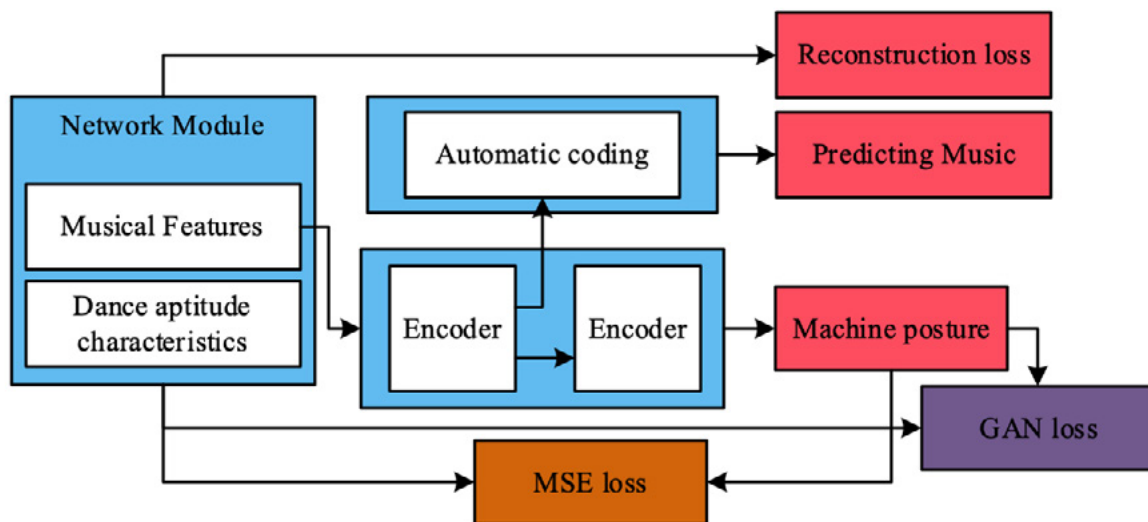 Reconstruction loss
Network Module
Automatic coding
Predicting Music
Musical Features
Dance aptitude
characteristics
Encoder
Encoder
Machine posture
GAN loss
MSE loss